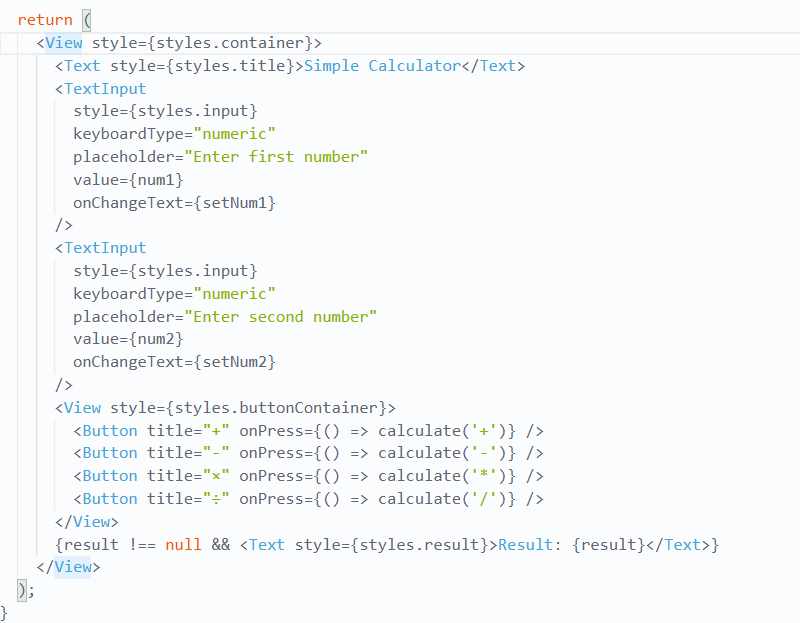 return (
<View style={styles.container}>
<Text style={styles.title}>Simple Calculator</Text>
<TextInput
style={styles.input}
keyboardType="numeric"
placeholder="Enter first number"
value={num1}
onChangeText={setNum1}
/>
<TextInput
style={styles.input}
keyboardType="numeric"
placeholder="Enter second number"
value={num2}
onChangeText={setNum2}
/>
<View style={styles.buttonContainer}>
<Button title="+" onPress={() => calculate('+')} />
<Button title="-" onPress={() => calculate('-')} />
<Button title="×" onPress={() => calculate('*')} />
<Button title="÷" onPress={() => calculate('/')} />
</View>
{result !== null && <Text style={styles.result}>Result: {result}</Text>}
</View>
);
}